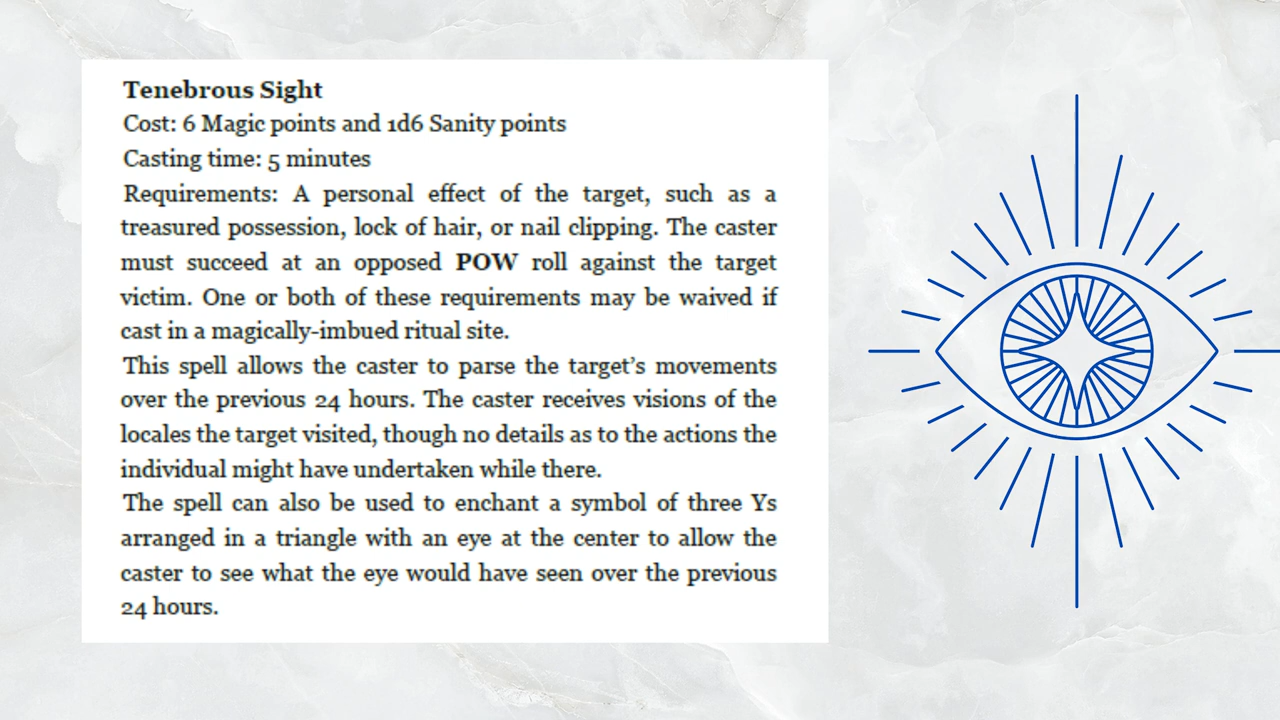 Tenebrous Sight
Cost: 6 Magic points and 1d6 Sanity points
Casting time: 5 minutes
Requirements: A personal effect of the target, such as a
treasured possession, lock of hair, or nail clipping. The caster
must succeed at an opposed POW roll against the target
victim. One or both of these requirements may be waived if
cast in a magically-imbued ritual site.
This spell allows the caster to parse the target’s movements
over the previous 24 hours. The caster receives visions of the
locales the target visited, though no details as to the actions the
individual might have undertaken while there.
The spell can also be used to enchant a symbol of three Ys
arranged in a triangle with an eye at the center to allow the
caster to see what the eye would have seen over the previous
24 hours.